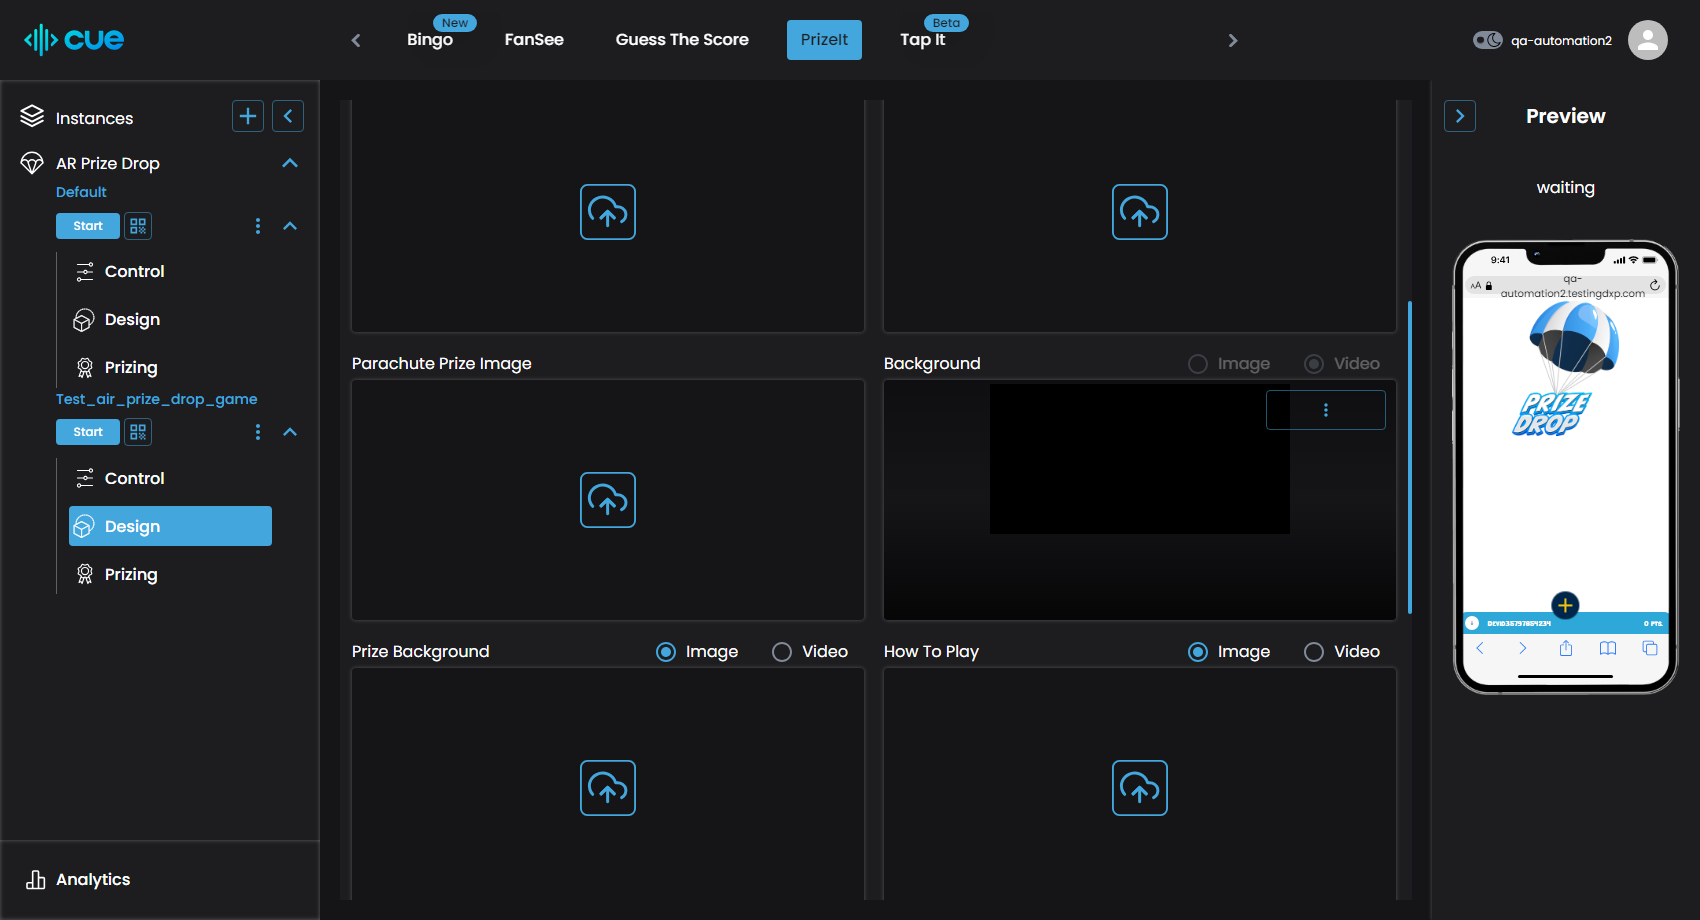 cue
New
Bingo
FanSee
Guess The Score
PrizeIt
Beta
Tap It
qa-automation2
Instances
AR Prize Drop
Default
Start
Control
Design
Prizing
Test_air_prize_drop_game
Start
Control
Design
Prizing
Analytics
Parachute Prize Image
Background
Image
Video
Prize Background
Image
Video
How To Play
Image
Video
Preview
waiting
9:41
AA
qa-
automation2.testingdxp.com
PRIZE
DROP
0 PTS.